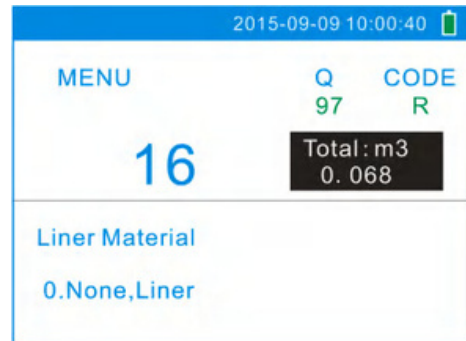 2015-09-09 10:00:40
MENU Q CODE
97 R
16
Total:m3
0.068
Liner Material
0.None,Liner